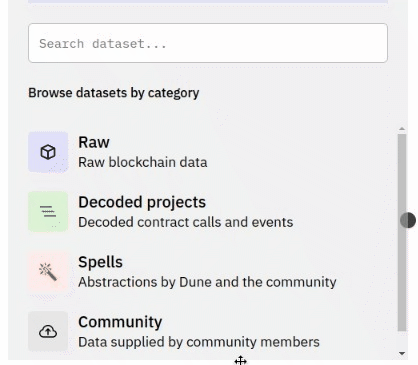 Search dataset...
Browse datasets by category
Raw
Raw blockchain data
Decoded projects
Decoded contract calls and events
Spells
Abstractions by Dune and the community
Community
Data supplied by community members